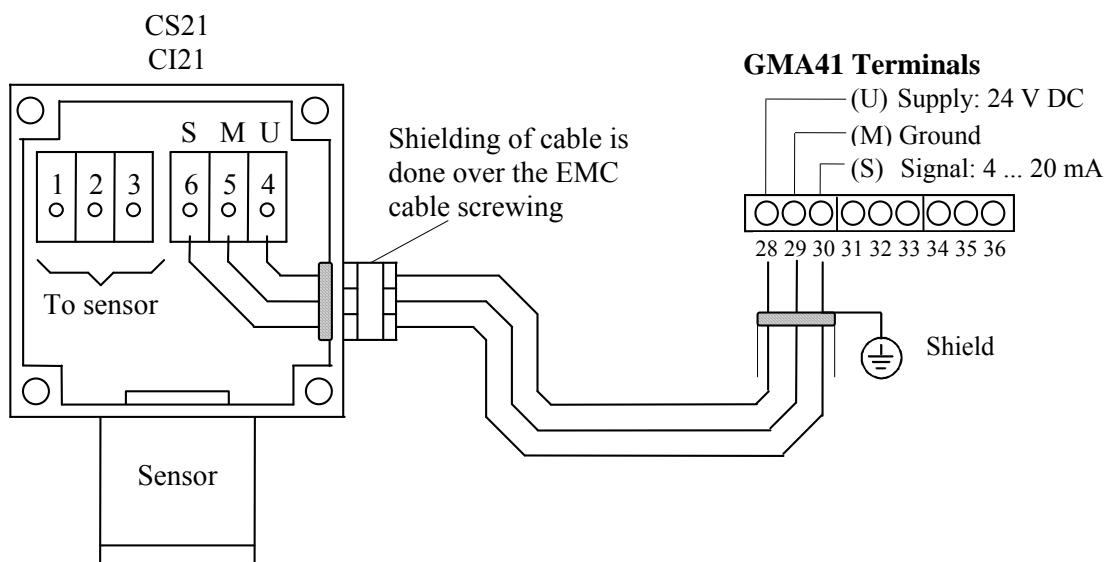 CS21
CI21
S M U
1 2 3 6 5 4
To sensor
Sensor
Shielding of cable is
done over the EMC
cable screwing
GMA41 Terminals
(U) Supply: 24 V DC
(M) Ground
(S) Signal: 4 ... 20 mA
28 29 30 31 32 33 34 35 36
Shield